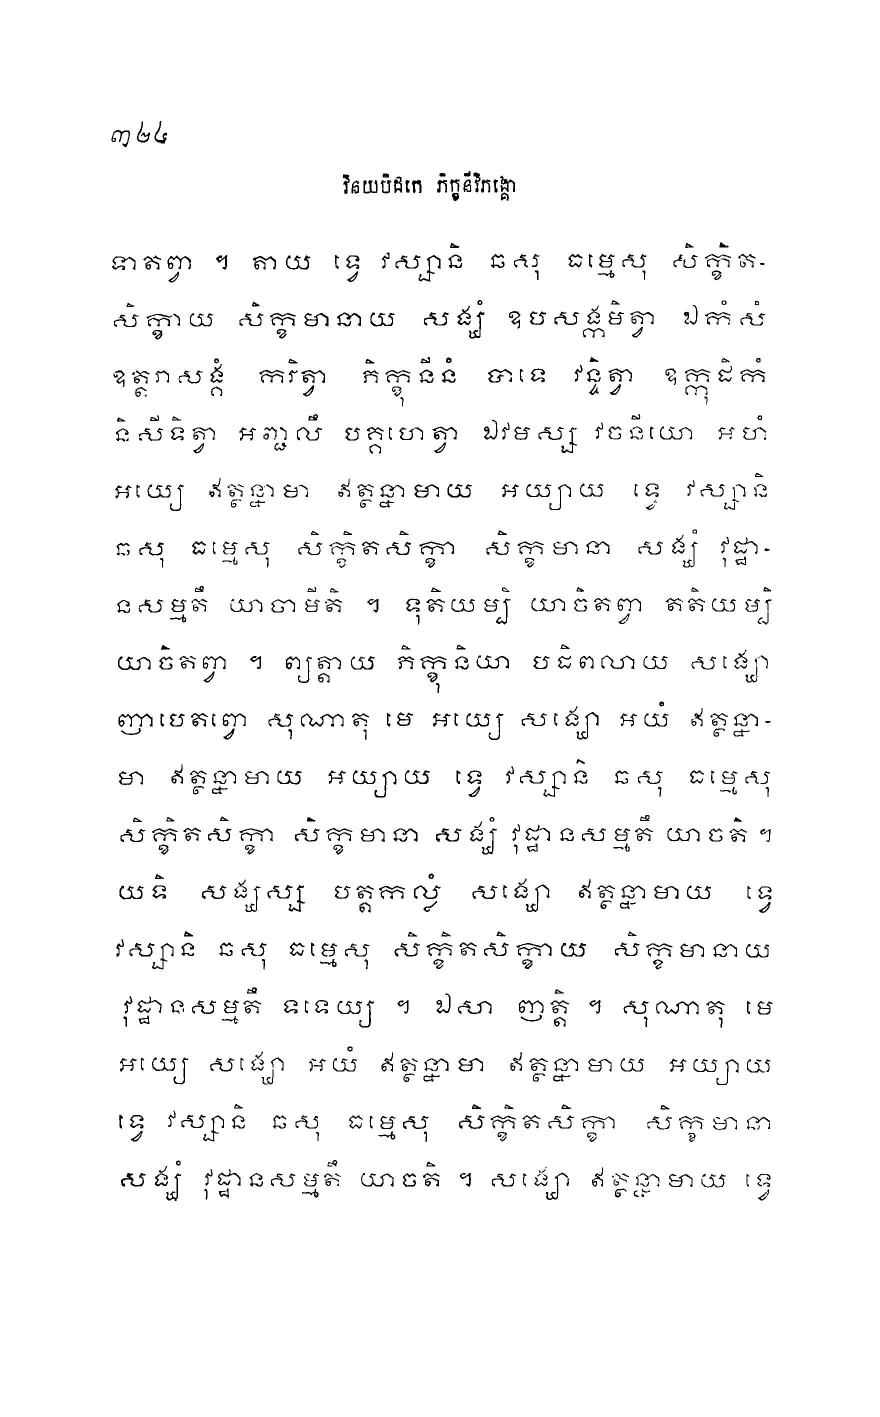 ៣២៤
វិនយបិដកេ ភិក្ខុនីវិភង្គោ
ទាតព្វា ។ តាយ ទ្វេ វស្សានិ ឆសុ ធម្មេសុ សិក្ខិត-
សិក្ខាយ សិក្ខមានាយ សង្ឃំ ឧបសង្កមិត្វា ឯកំសំ
ឧត្តរាសង្គំ ករិត្វា ភិក្ខុនីនំ បាទេ វន្ទិត្វា ឧក្កុដិកំ
និសីទិត្វា អញ្ជលឹ បគ្គហេត្វា ឯវមស្ស វចនីយោ អហំ
អយ្យេ ឥត្ថន្នាមា ឥត្ថន្នាមាយ អយ្យាយ ទ្វេ វស្សានិ
ឆសុ ធម្មេសុ សិក្ខិតសិក្ខា សិក្ខមានា សង្ឃំ វុដ្ឋា-
នសម្មតឹ យាចាមីតិ ។ ទុតិយម្បិ យាចិតព្វា តតិយម្បិ
យាចិតព្វា ។ ព្យត្តាយ ភិក្ខុនិយា បដិពលាយ សង្ឃោ
ញាបេតព្វោ សុណាតុ មេ អយ្យេ សង្ឃោ អយំ ឥត្ថន្នា-
មា ឥត្ថន្នាមាយ អយ្យាយ ទ្វេ វស្សានិ ឆសុ ធម្មេសុ
សិក្ខិតសិក្ខា សិក្ខមានា សង្ឃំ វុដ្ឋានសម្មតឹ យាចតិ ។
យទិ សង្ឃស្ស បត្តកល្លំ សង្ឃោ ឥត្ថន្នាមាយ ទ្វេ
វស្សានិ ឆសុ ធម្មេសុ សិក្ខិតសិក្ខាយ សិក្ខមានាយ
វុដ្ឋានសម្មតឹ ទទេយ្យ ។ ឯសា ញត្តិ ។ សុណាតុ មេ
អយ្យេ សង្ឃោ អយំ ឥត្ថន្នាមា ឥត្ថន្នាមាយ អយ្យាយ
ទ្វេ វស្សានិ ឆសុ ធម្មេសុ សិក្ខិតសិក្ខា សិក្ខមានា
សង្ឃំ វុដ្ឋានសម្មតឹ យាចតិ ។ សង្ឃោ ឥត្ថន្នាមាយ ទ្វេ